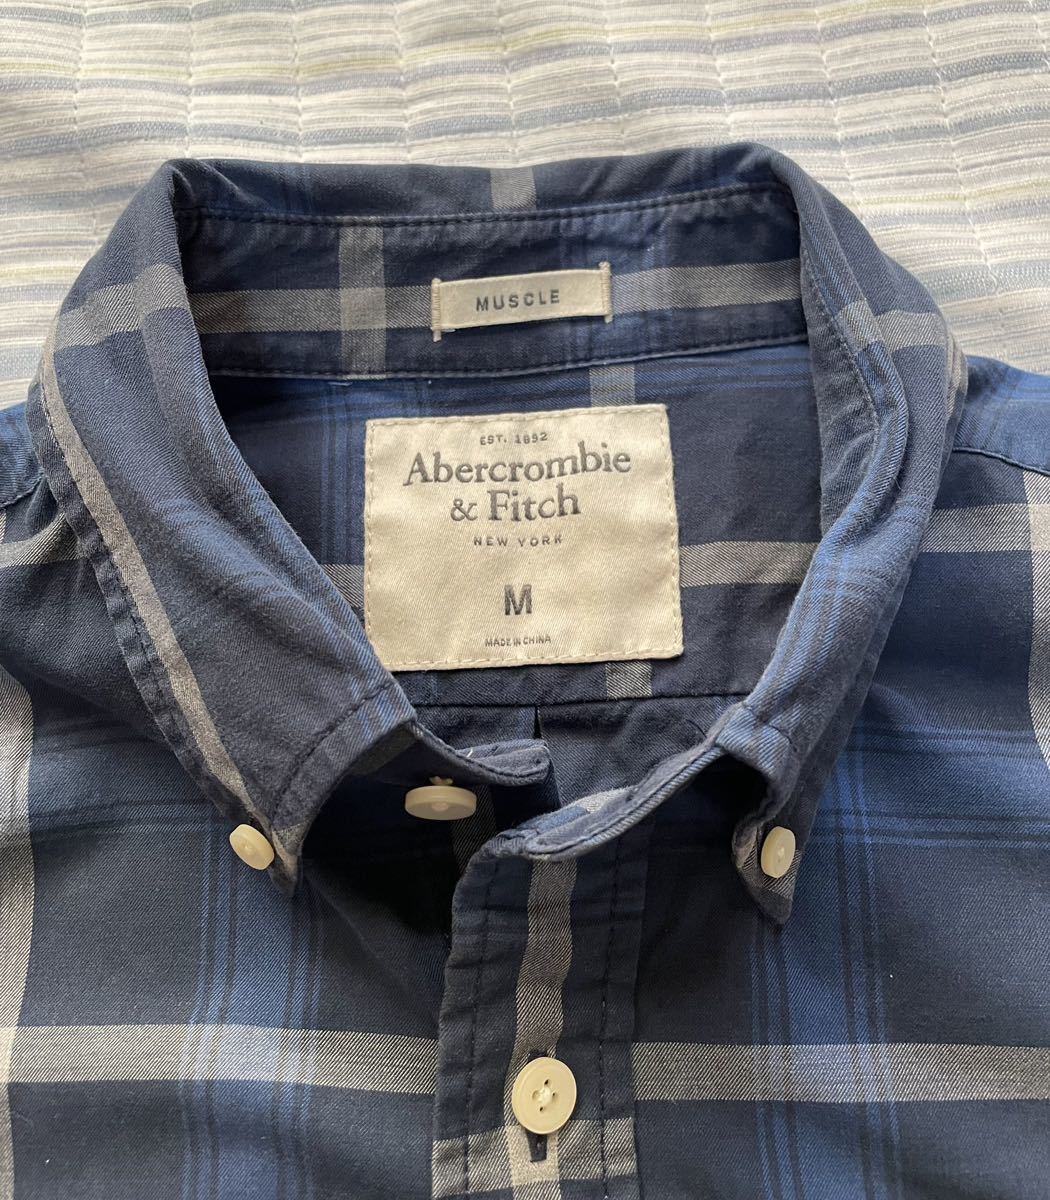 MUSCLE
EST. 1892
Abercrombie
& Fitch
NEW YORK
M
MADE IN CHINA